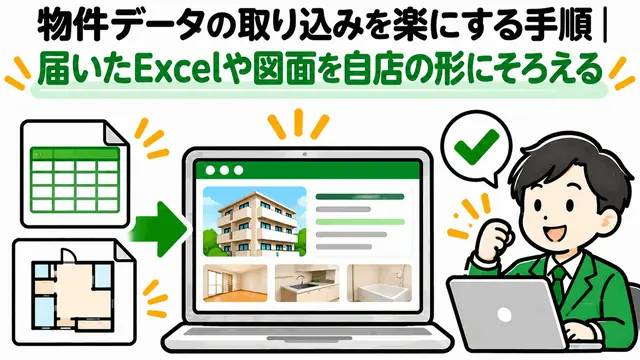 物件データの取り込みを楽にする手順|
届いたExcelや図面を自店の形にそろえる